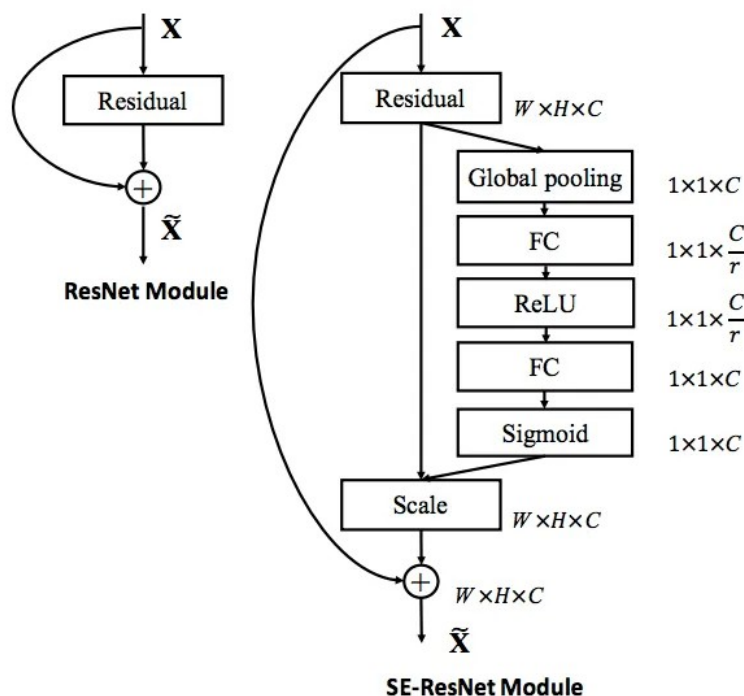 X
Residual
+
X̃
ResNet Module
X
Residual
W×H×C
Global pooling
1×1×C
FC
1×1×C/r
ReLU
1×1×C/r
FC
1×1×C
Sigmoid
1×1×C
Scale
W×H×C
+
W×H×C
X̃
SE-ResNet Module